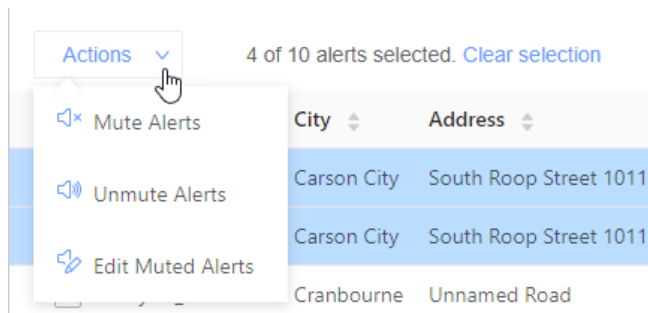 Actions 4 of 10 alerts selected. Clear selection
Mute Alerts
City Address
Unmute Alerts
Carson City South Roop Street 1011
Carson City South Roop Street 1011
Edit Muted Alerts
Cranbourne Unnamed Road